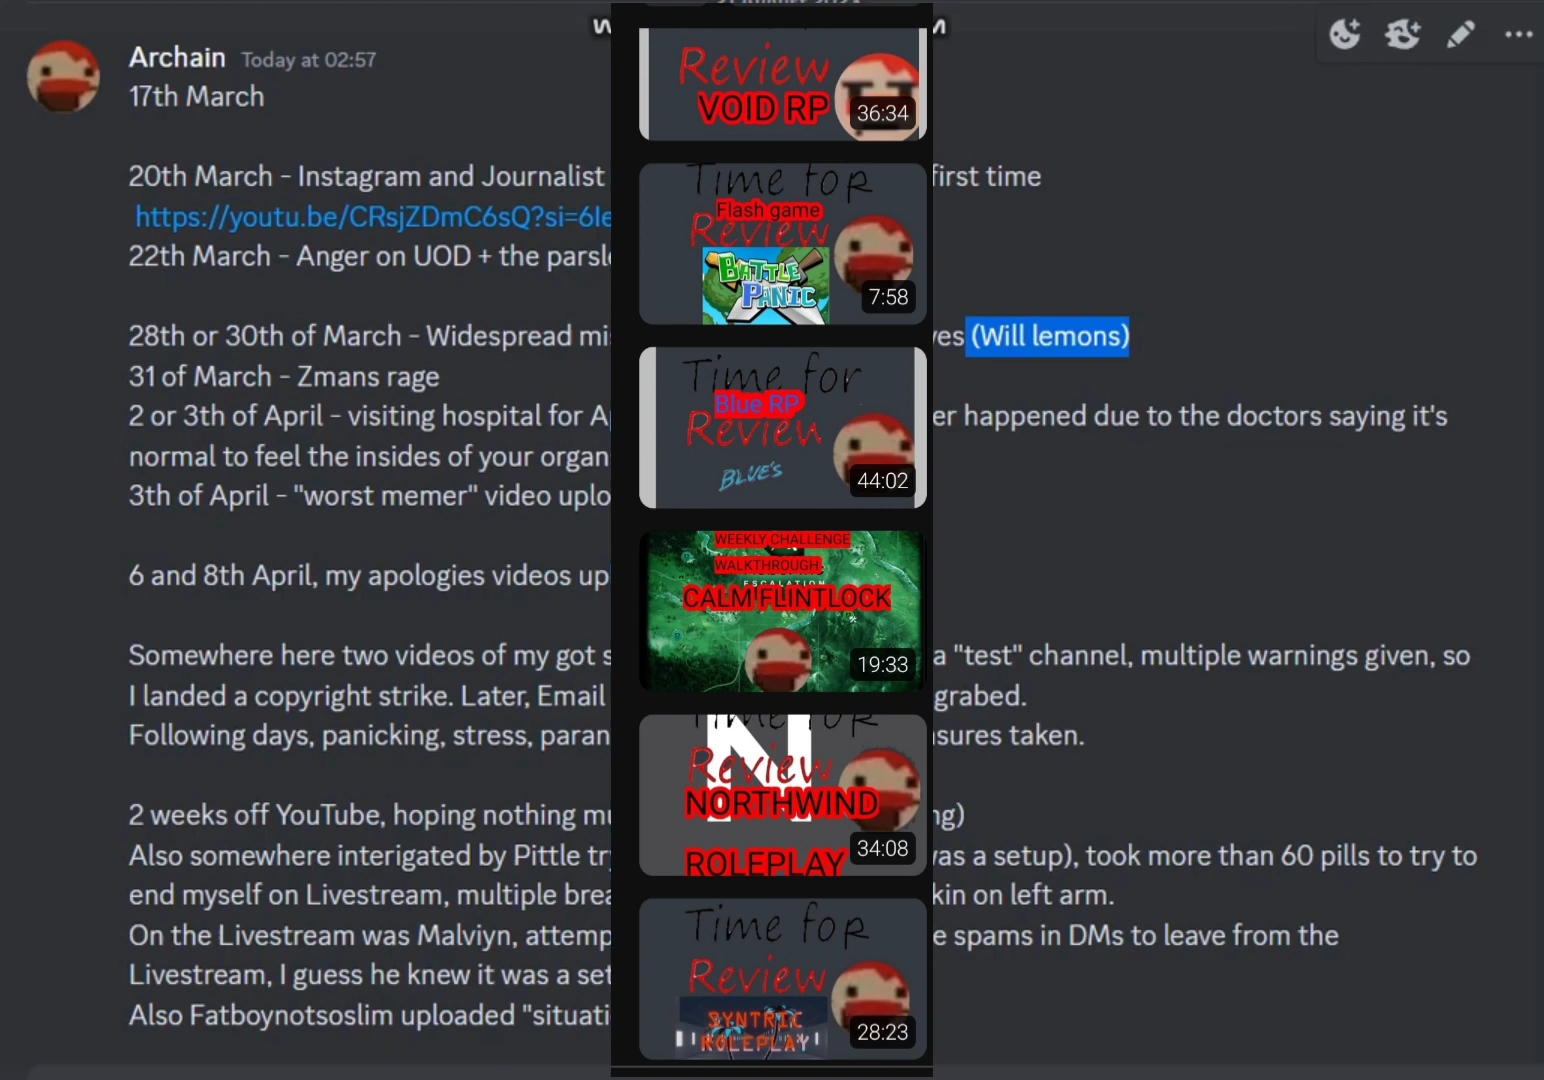 Archain Today at 02:57
17th March
20th March - Instagram and Journalist
first time
https://youtu.be/CRsjZDmC6sQ?si=6Ie
22th March - Anger on UOD + the
28th or 30th of March - Widespread
(Will lemons)
31 of March - Zmans rage
2 or 3th of April - visiting hospital for
happened due to the doctors saying it's
normal to feel the insides of your organ
3th of April - "worst memer" video uplo
6 and 8th April, my apologies videos up
Somewhere here two videos of my got
a "test" channel, multiple warnings given, so
I landed a copyright strike. Later, Email
grabed.
Following days, panicking, stress, paran
sures taken.
2 weeks off YouTube, hoping nothing
ng)
Also somewhere interigated by Pittle
was a setup), took more than 60 pills to try to
end myself on Livestream, multiple
kin on left arm.
On the Livestream was Malviyn, attemp
e spams in DMs to leave from the
Livestream, I guess he knew it was a set
Also Fatboynotsoslim uploaded "situati
Review
VOID RP
36:34
Time for
Flash game
Review
BATTLE
PANIC
7:58
Time for
Blue RP
Review
BLUE'S
44:02
WEEKLY CHALLENGE
WALKTHROUGH:
ESCALATION
CALM FLINTLOCK
19:33
Time for
N
Review
NORTHWIND
ROLEPLAY
34:08
Time for
Review
SYNTRIC
ROLEPLAY
28:23